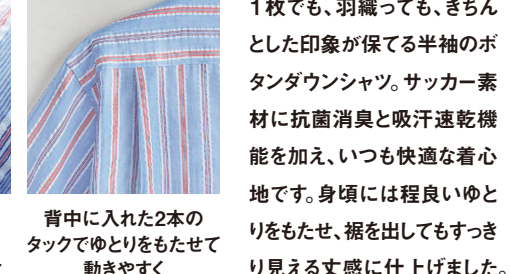 1枚でも、羽織っても、きちん
とした印象が保てる半袖のボ
タンダウンシャツ。サッカー素
材に抗菌消臭と吸汗速乾機
能を加え、いつも快適な着心
地です。身頃には程良いゆと
りをもたせ、裾を出してもすっき
り見える丈感に仕上げました。
背中に入れた2本の
タックでゆとりをもたせて
動きやすく